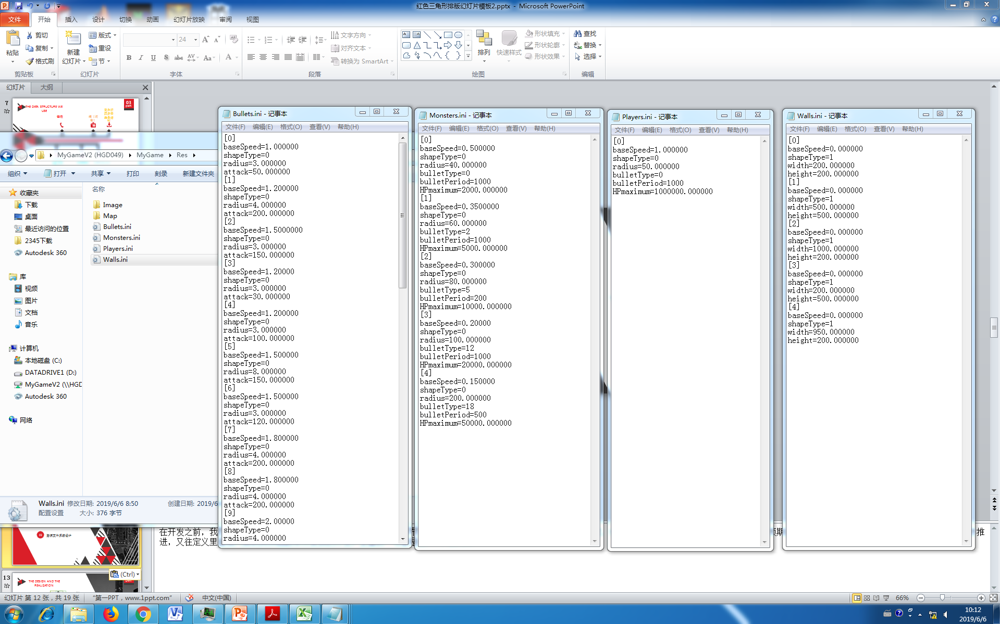 红色三角形排版幻灯片模板2.pptx - Microsoft PowerPoint
文件 开始 插入 设计 切换 动画 幻灯片放映 审阅 视图
粘贴 剪切 复制 格式刷 剪贴板
新建幻灯片 版式 重设 节 幻灯片
24 字体
文字方向 对齐文本 转换为 SmartArt 段落
排列 快速样式 形状填充 形状轮廓 形状效果 绘图
查找 替换 选择 编辑
幻灯片 大纲
7
THE DATA STRUCTURE WE USE
03
MyGameV2 (HGD049) MyGame Res
组织 打开 共享 打印 刻录 新建文件夹
收藏夹
下载
桌面
最近访问的位置
2345下载
Autodesk 360
库
视频
图片
文档
音乐
计算机
本地磁盘 (C:)
DATADRIVE1 (D:)
MyGameV2 (\\HGD
Autodesk 360
网络
名称
Image
Map
Bullets.ini
Monsters.ini
Players.ini
Walls.ini
Walls.ini 修改日期: 2019/6/6 8:50 创建日期: 2019/6
配置设置 大小: 376 字节
Bullets.ini - 记事本
文件(F) 编辑(E) 格式(O) 查看(V) 帮助(H)
[0]
baseSpeed=1.000000
shapeType=0
radius=3.000000
attack=50.000000
[1]
baseSpeed=1.200000
shapeType=0
radius=4.000000
attack=200.000000
[2]
baseSpeed=1.5000000
shapeType=0
radius=3.000000
attack=150.000000
[3]
baseSpeed=1.20000
shapeType=0
radius=3.000000
attack=30.000000
[4]
baseSpeed=1.200000
shapeType=0
radius=3.000000
attack=100.000000
[5]
baseSpeed=1.500000
shapeType=0
radius=8.000000
attack=150.000000
[6]
baseSpeed=1.500000
shapeType=0
radius=3.000000
attack=120.000000
[7]
baseSpeed=1.800000
shapeType=0
radius=4.000000
attack=200.000000
[8]
baseSpeed=1.800000
shapeType=0
radius=4.000000
attack=200.000000
[9]
baseSpeed=2.00000
shapeType=0
radius=4.000000
Monsters.ini - 记事本
文件(F) 编辑(E) 格式(O) 查看(V) 帮助(H)
[0]
baseSpeed=0.500000
shapeType=0
radius=40.000000
bulletType=0
bulletPeriod=1000
HPmaximum=2000.000000
[1]
baseSpeed=0.3500000
shapeType=0
radius=60.000000
bulletType=2
bulletPeriod=1000
HPmaximum=5000.000000
[2]
baseSpeed=0.300000
shapeType=0
radius=80.000000
bulletType=5
bulletPeriod=200
HPmaximum=10000.000000
[3]
baseSpeed=0.20000
shapeType=0
radius=100.000000
bulletType=12
bulletPeriod=1000
HPmaximum=20000.000000
[4]
baseSpeed=0.150000
shapeType=0
radius=200.000000
bulletType=18
bulletPeriod=500
HPmaximum=50000.000000
Players.ini - 记事本
文件(F) 编辑(E) 格式(O) 查看(V) 帮助(H)
[0]
baseSpeed=1.000000
shapeType=0
radius=50.000000
bulletType=0
bulletPeriod=1000
HPmaximum=1000000.000000
Walls.ini - 记事本
文件(F) 编辑(E) 格式(O) 查看(V) 帮助(H)
[0]
baseSpeed=0.000000
shapeType=1
width=200.000000
height=200.000000
[1]
baseSpeed=0.000000
shapeType=1
width=500.000000
height=500.000000
[2]
baseSpeed=0.000000
shapeType=1
width=1000.000000
height=200.000000
[3]
baseSpeed=0.000000
shapeType=1
width=200.000000
height=500.000000
[4]
baseSpeed=0.000000
shapeType=1
width=950.000000
height=200.000000
在开发之前，我
推
进，又往定义里
02
13
THE DESIGN AND THE REALIZATION
(Ctrl)
幻灯片 第 12 张，共 19 张 “第一PPT，www.1ppt.com” 中文(中国) 66%
10:12
2019/6/6